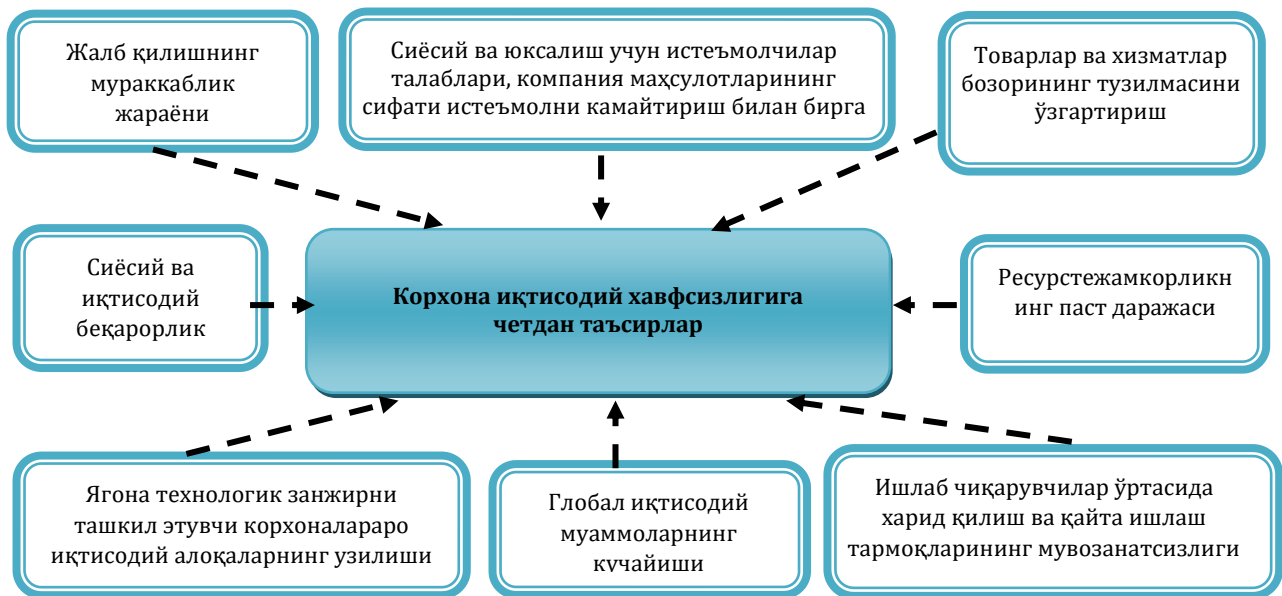 Жалб қилишнинг
мураккаблик
жараёни
Сиёсий ва юксалиш учун истеъмолчилар
талаблари, компания маҳсулотларининг
сифати истеъмолни камайтириш билан бирга
Товарлар ва хизматлар
бозорининг тузилмасини
ўзгартириш
Сиёсий ва
иқтисодий
беқарорлик
Корхона иқтисодий хавфсизлигига
четдан таъсирлар
Ресурстежамкорликн
инг паст даражаси
Ягона технологик занжирни
ташкил этувчи корхоналараро
иқтисодий алоқаларнинг узилиши
Глобал иқтисодий
муаммоларнинг
кучайиши
Ишлаб чиқарувчилар ўртасида
харид қилиш ва қайта ишлаш
тармоқларининг мувозанатсизлиги